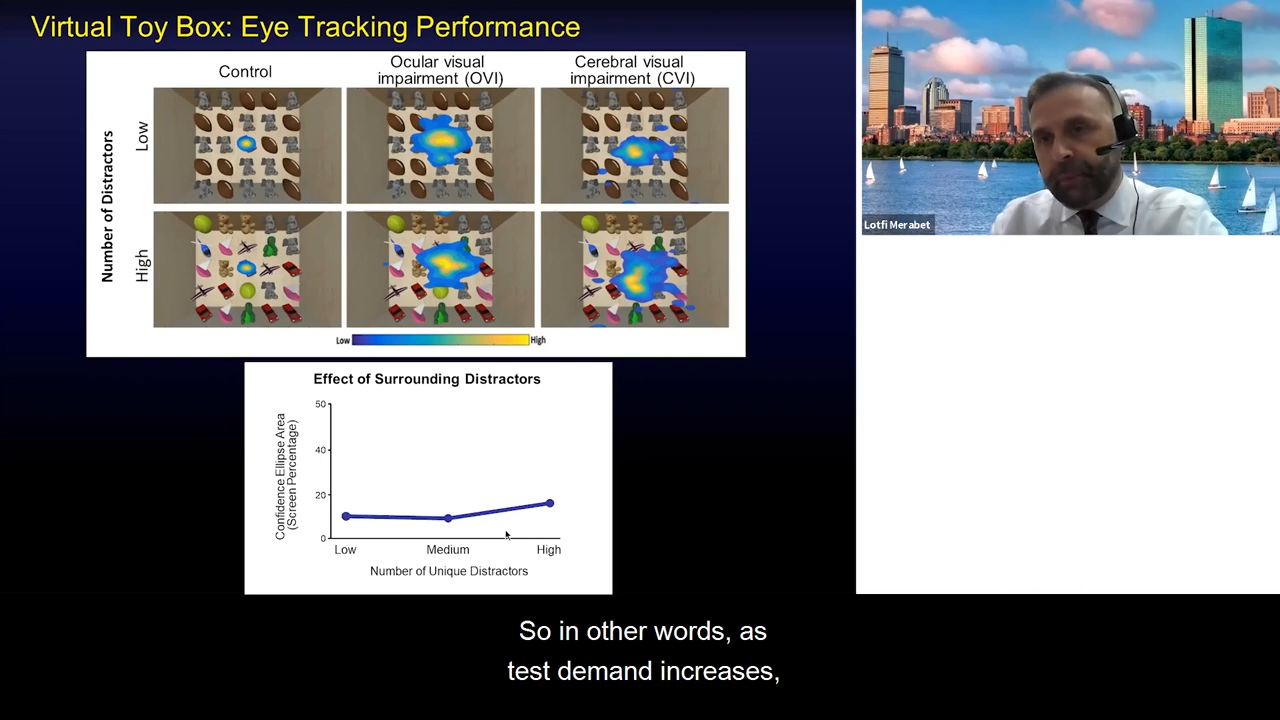 Virtual Toy Box: Eye Tracking Performance
Control
Ocular visual
impairment (OVI)
Cerebral visual
impairment (CVI)
Number of Distractors
Low
High
Low
High
Lotfi Merabet
Effect of Surrounding Distractors
Confidence Ellipse Area
(Screen Percentage)
50
40
20
0
Low
Medium
High
Number of Unique Distractors
So in other words, as
test demand increases,